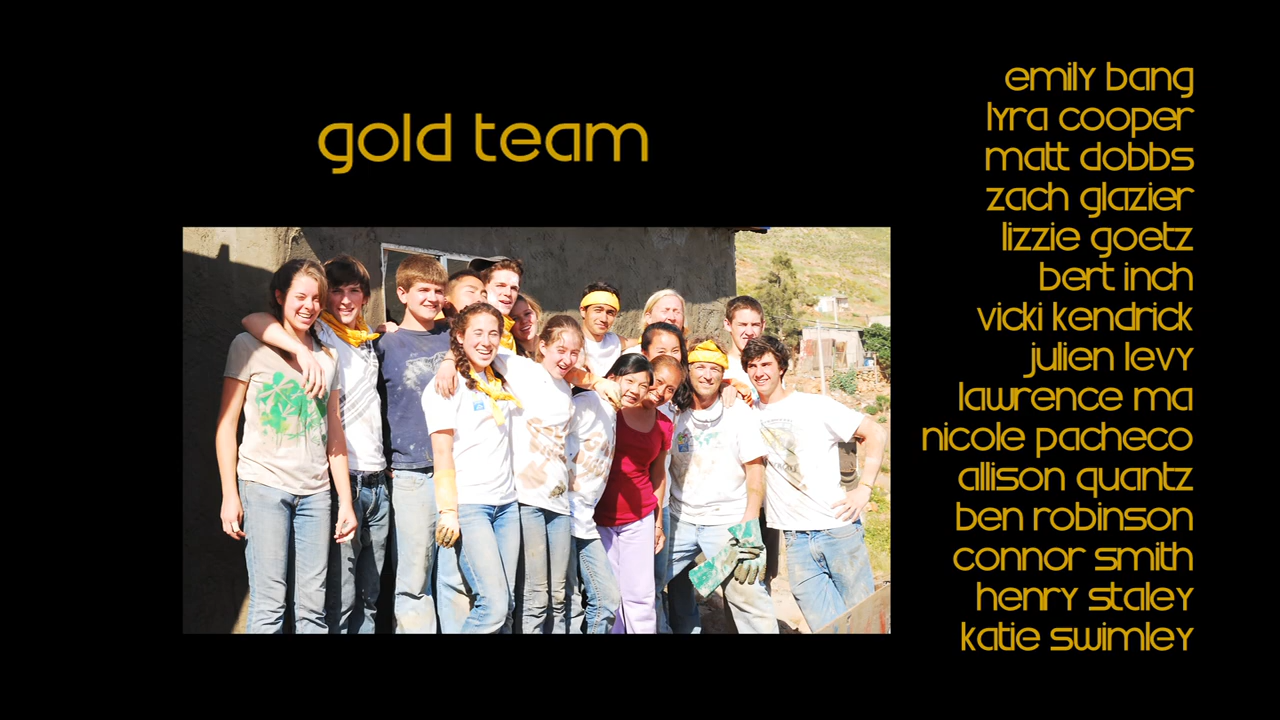 gold team
emily bang
lyra cooper
matt dobbs
zach glazier
lizzie goetz
bert inch
vicki kendrick
julien levy
lawrence ma
nicole pacheco
allison quantz
ben robinson
connor smith
henry staley
katie swimley